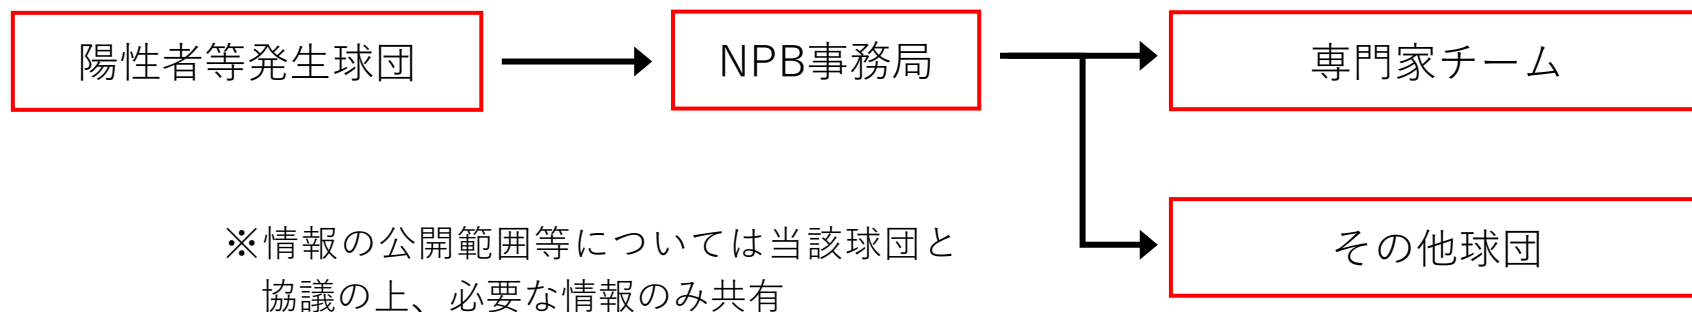 陽性者等発生球団
NPB事務局
専門家チーム
その他球団
※情報の公開範囲等については当該球団と
協議の上、必要な情報のみ共有